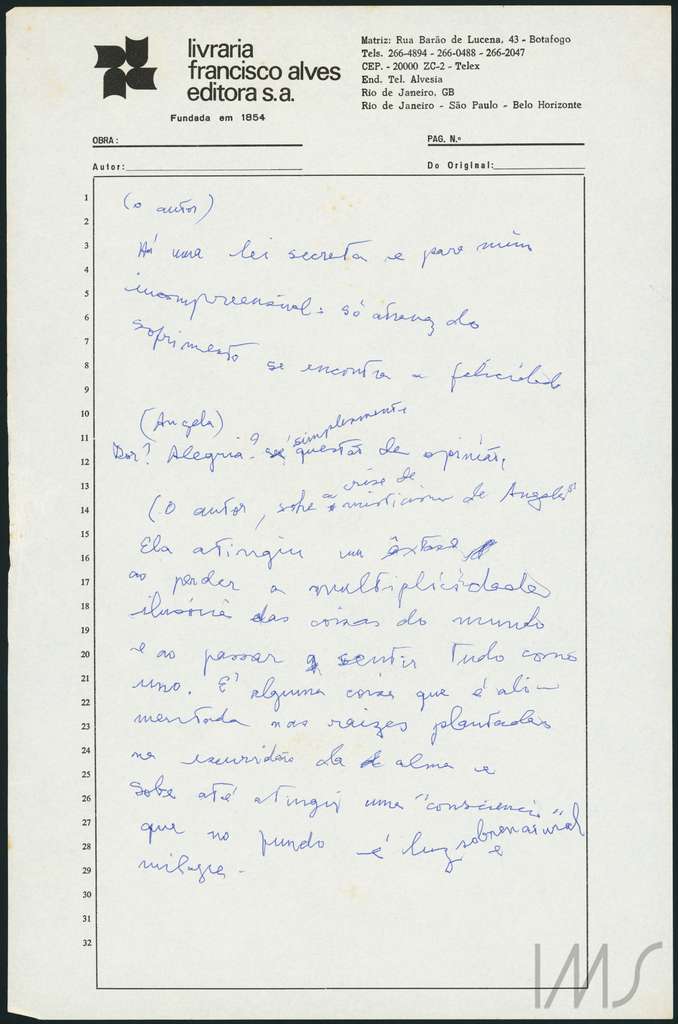 livraria
francisco alves
editora s.a.
Fundada em 1854
Matriz: Rua Barão de Lucena, 43 - Botafogo
Tels. 266-4894 - 266-0488 - 266-2047
CEP. - 20000 ZC-2 - Telex
End. Tel. Alvesia
Rio de Janeiro, GB
Rio de Janeiro - São Paulo - Belo Horizonte
OBRA:
PAG. N.º
Autor:
Do Original:
1
2
3
4
5
6
7
8
9
10
11
12
13
14
15
16
17
18
19
20
21
22
23
24
25
26
27
28
29
30
31
32
(o autor)
Há uma lei secreta e para mim
incompreensível: só atravez do
sofrimento se encontra a felicidade
(Angela)
simplesmente
Dor? Alegria? é questão de opinião,
crise de
(O autor, sobre a misticismo de Angela
Ela atingiu um êxtase
ao perder a multiplicidade
ilusória das coisas do mundo
e ao passar a sentir tudo como
uno. É alguma coisa que é ali-
mentada nas raizes plantadas
na escuridão da alma e
sobe até atingir uma "consciencia"
que no fundo é luz sobrenatural e
milagre.
IMS